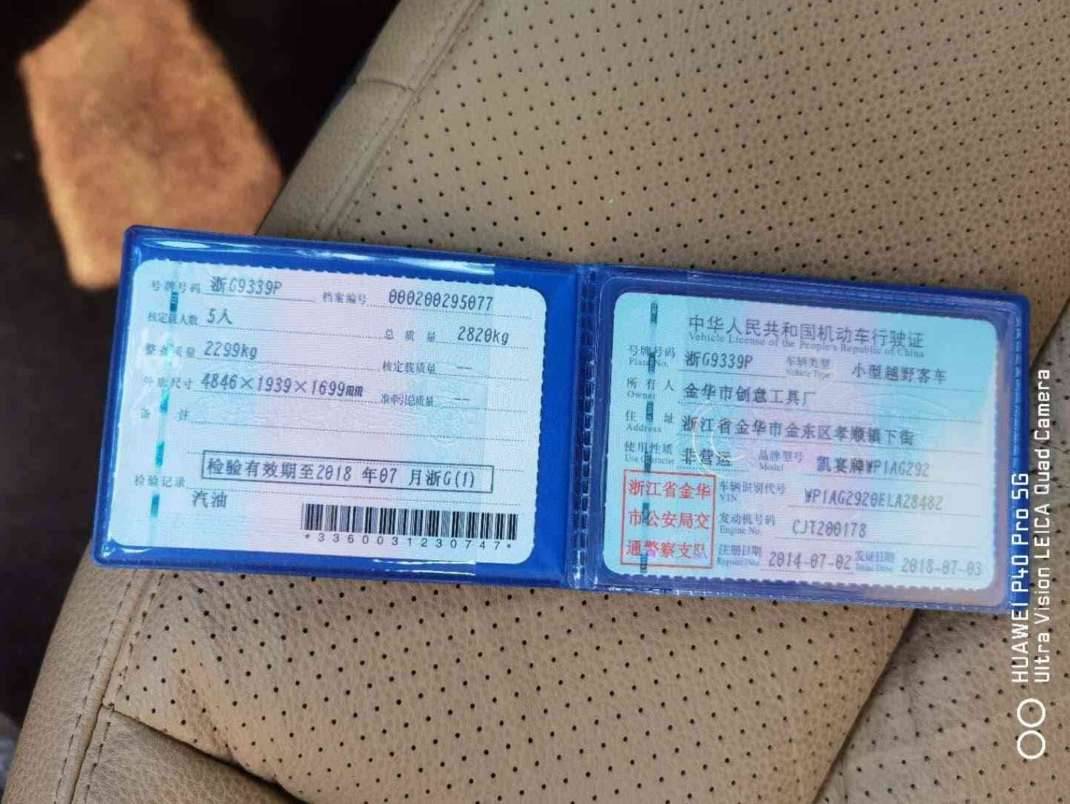 号牌号码 浙G9339P 档案编号 000200295077
核定载人数 5人 总质量 2820kg
整备质量 2299kg 核定载质量 --
外廓尺寸 4846×1939×1699mm 准牵引总质量 --
备注
检验有效期至2018 年07 月浙G(1)
检验记录
汽油
*3360031230747*
中华人民共和国机动车行驶证
Vehicle License of the People's Republic of China
号牌号码 浙G9339P 车辆类型 小型越野客车
Plate No. Vehicle Type
所有人 金华市创意工具厂
Owner
住址 浙江省金华市金东区孝顺镇下街
Address
使用性质 非营运 品牌型号 凯宴牌WP1AG292
Use Character Model
浙江省金华
市公安局交
通警察支队
车辆识别代号 WP1AG2920ELA28482
VIN
发动机号码 CJT200178
Engine No.
注册日期 2014-07-02 发证日期 2018-07-03
Register Date Issue Date
HUAWEI P40 Pro 5G
Ultra Vision LEICA Quad Camera